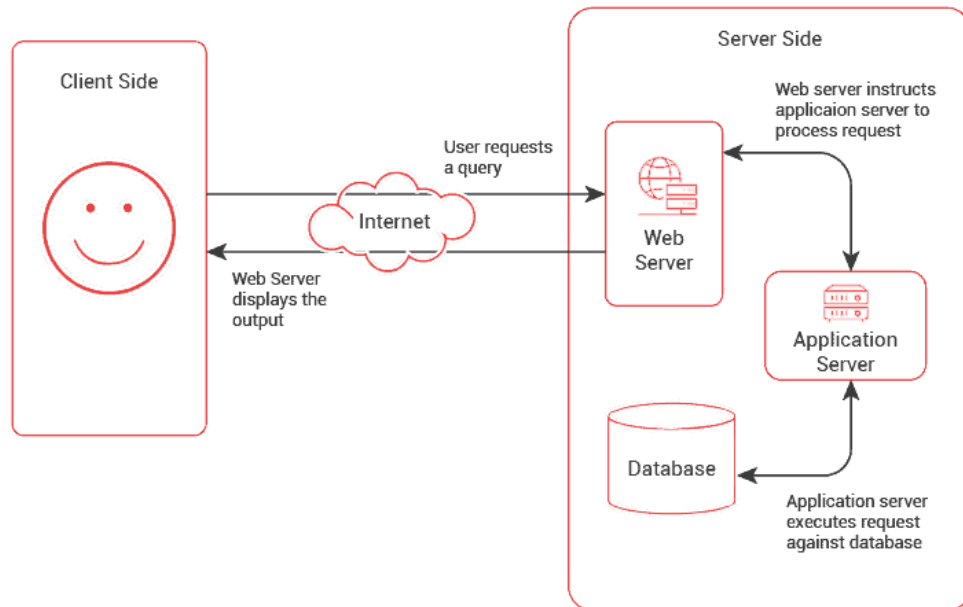 Client Side
User requests
a query
Internet
Web Server
displays the
output
Server Side
Web server instructs
applicaion server to
process request
Web
Server
Application
Server
Database
Application server
executes request
against database